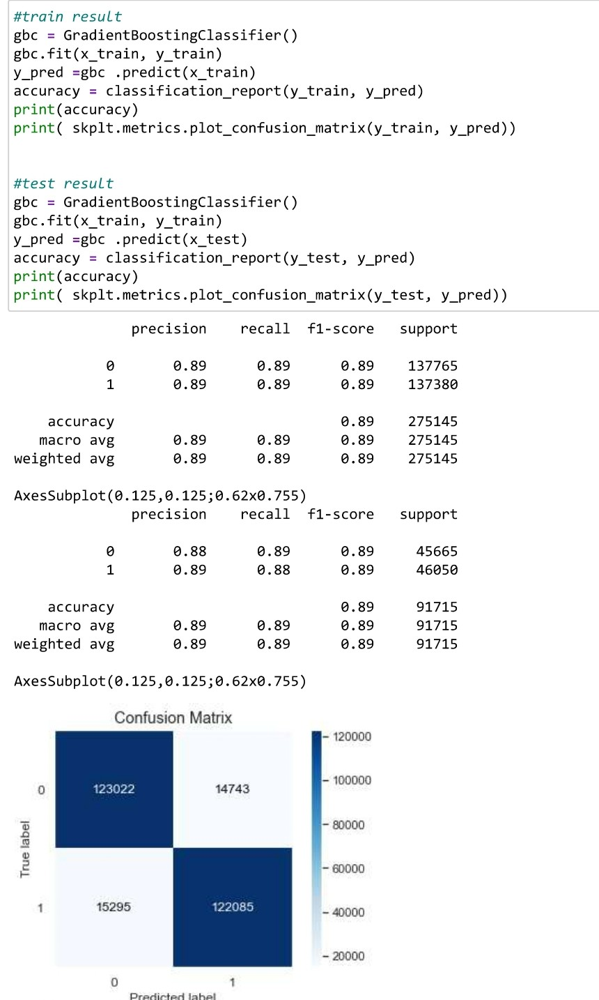 #train result
gbc = GradientBoostingClassifier()
gbc.fit(x_train, y_train)
y_pred =gbc .predict(x_train)
accuracy = classification_report(y_train, y_pred)
print(accuracy)
print( skplt.metrics.plot_confusion_matrix(y_train, y_pred))
#test result
gbc = GradientBoostingClassifier()
gbc.fit(x_train, y_train)
y_pred =gbc .predict(x_test)
accuracy = classification_report(y_test, y_pred)
print(accuracy)
print( skplt.metrics.plot_confusion_matrix(y_test, y_pred))
precision recall f1-score support
0 0.89 0.89 0.89 137765
1 0.89 0.89 0.89 137380
accuracy 0.89 275145
macro avg 0.89 0.89 0.89 275145
weighted avg 0.89 0.89 0.89 275145
AxesSubplot(0.125,0.125;0.62x0.755)
precision recall f1-score support
0 0.88 0.89 0.89 45665
1 0.89 0.88 0.89 46050
accuracy 0.89 91715
macro avg 0.89 0.89 0.89 91715
weighted avg 0.89 0.89 0.89 91715
AxesSubplot(0.125,0.125;0.62x0.755)
Confusion Matrix
120000
100000
80000
60000
40000
20000
True label
0
123022 14743
1
15295 122085
0 1
Predicted label